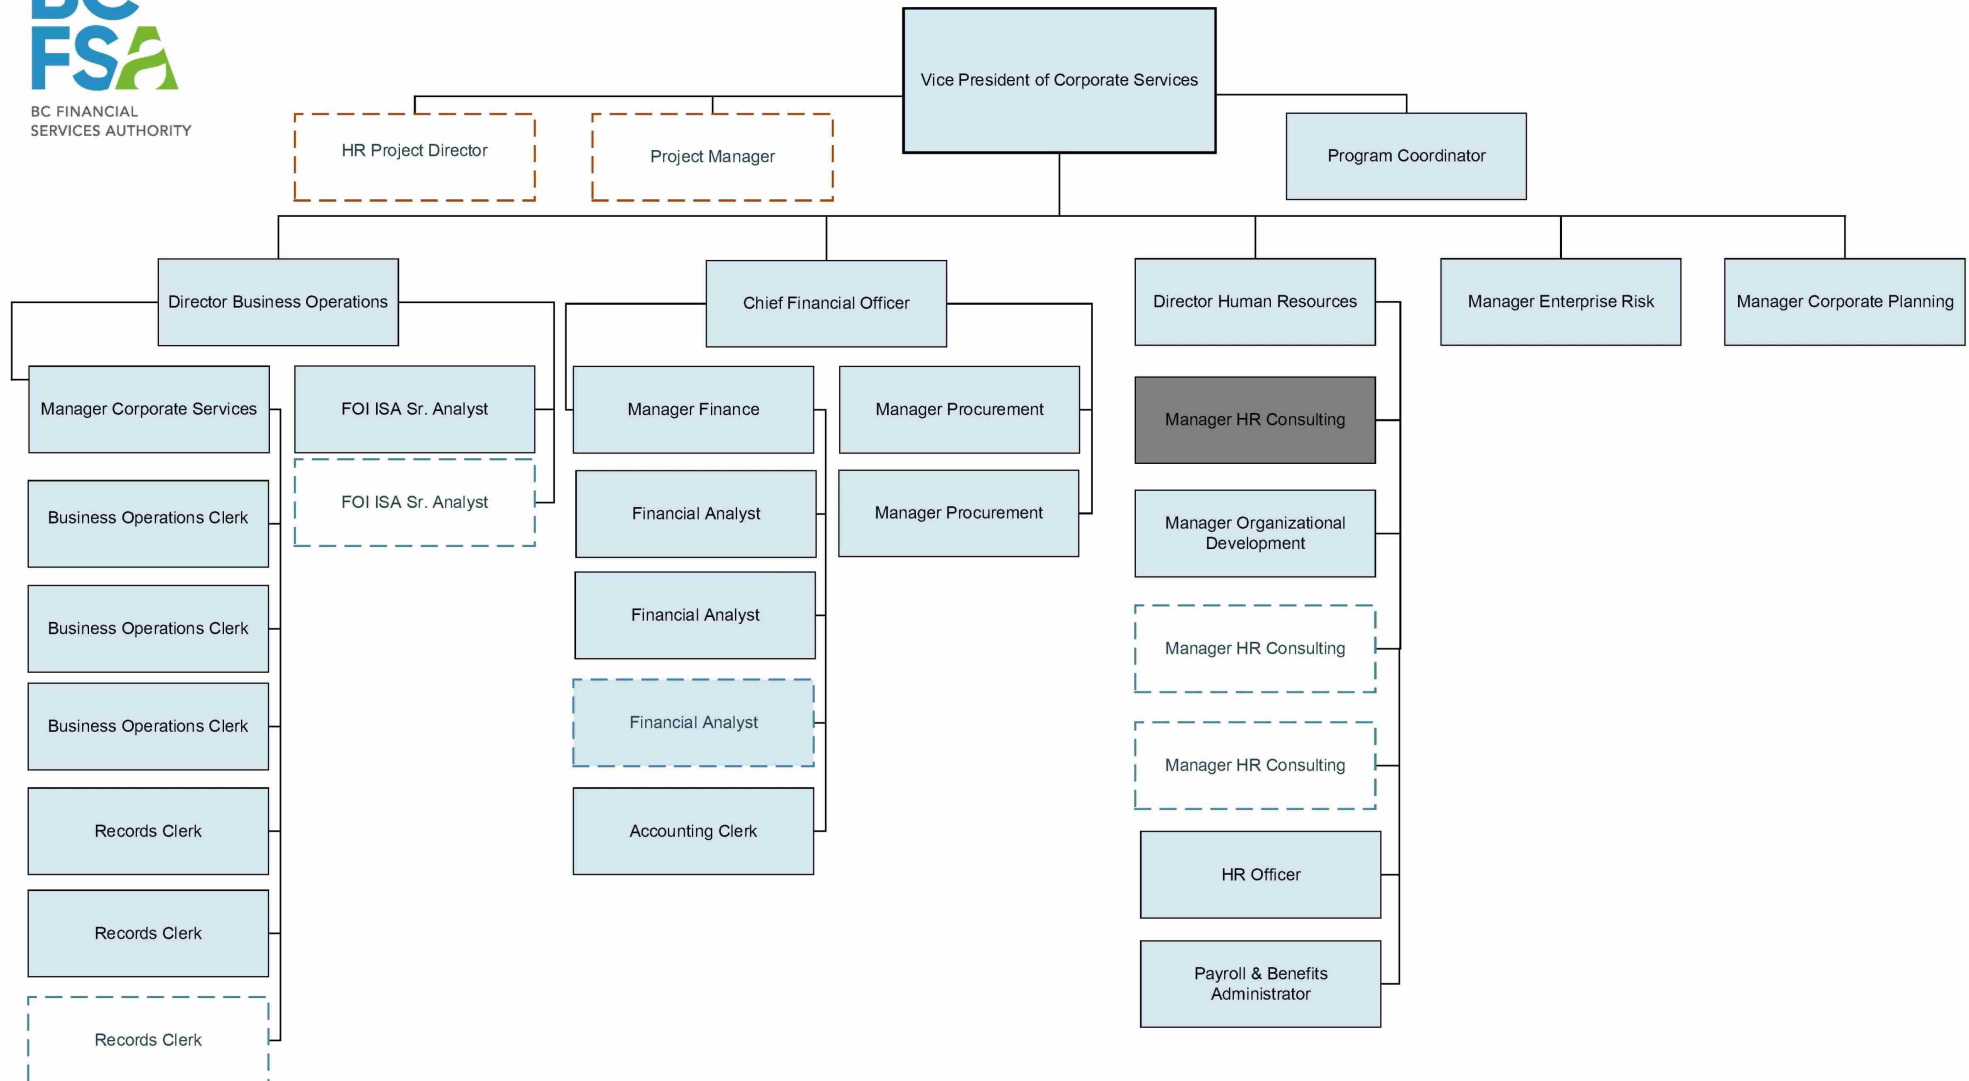 BC
FSA
BC FINANCIAL
SERVICES AUTHORITY
Vice President of Corporate Services
HR Project Director
Project Manager
Program Coordinator
Director Business Operations
Chief Financial Officer
Director Human Resources
Manager Enterprise Risk
Manager Corporate Planning
Manager Corporate Services
FOI ISA Sr. Analyst
Business Operations Clerk
FOI ISA Sr. Analyst
Business Operations Clerk
Business Operations Clerk
Records Clerk
Records Clerk
Records Clerk
Manager Finance
Manager Procurement
Financial Analyst
Manager Procurement
Financial Analyst
Financial Analyst
Accounting Clerk
Manager HR Consulting
Manager Organizational
Development
Manager HR Consulting
Manager HR Consulting
HR Officer
Payroll & Benefits
Administrator